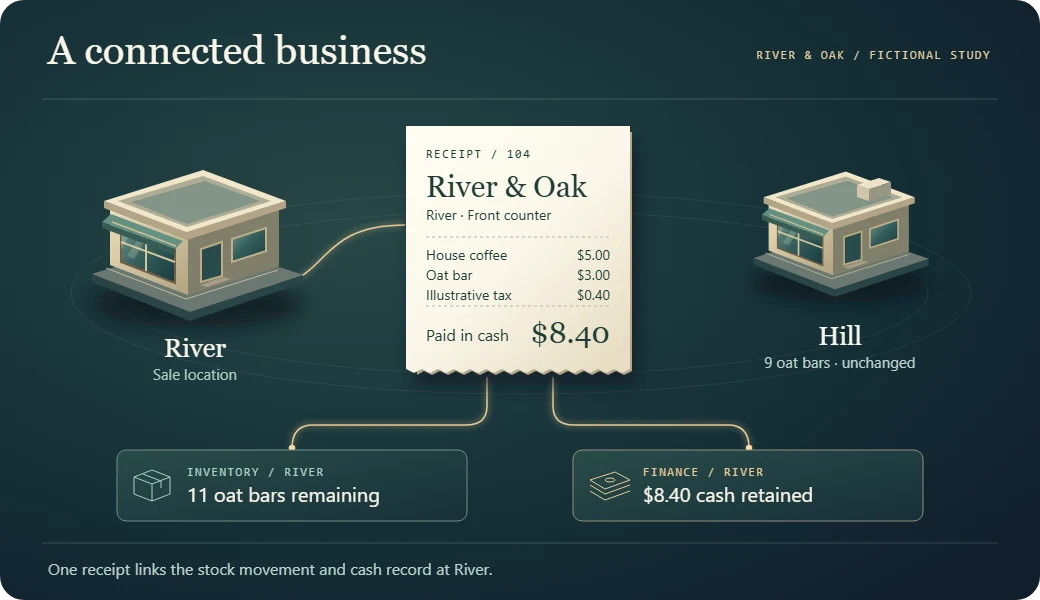 A connected business
RIVER & OAK / FICTIONAL STUDY
RECEIPT / 104
River & Oak
River · Front counter
House coffee $5.00
Oat bar $3.00
Illustrative tax $0.40
Paid in cash $8.40
River
Sale location
Hill
9 oat bars · unchanged
INVENTORY / RIVER
11 oat bars remaining
FINANCE / RIVER
$8.40 cash retained
One receipt links the stock movement and cash record at River.